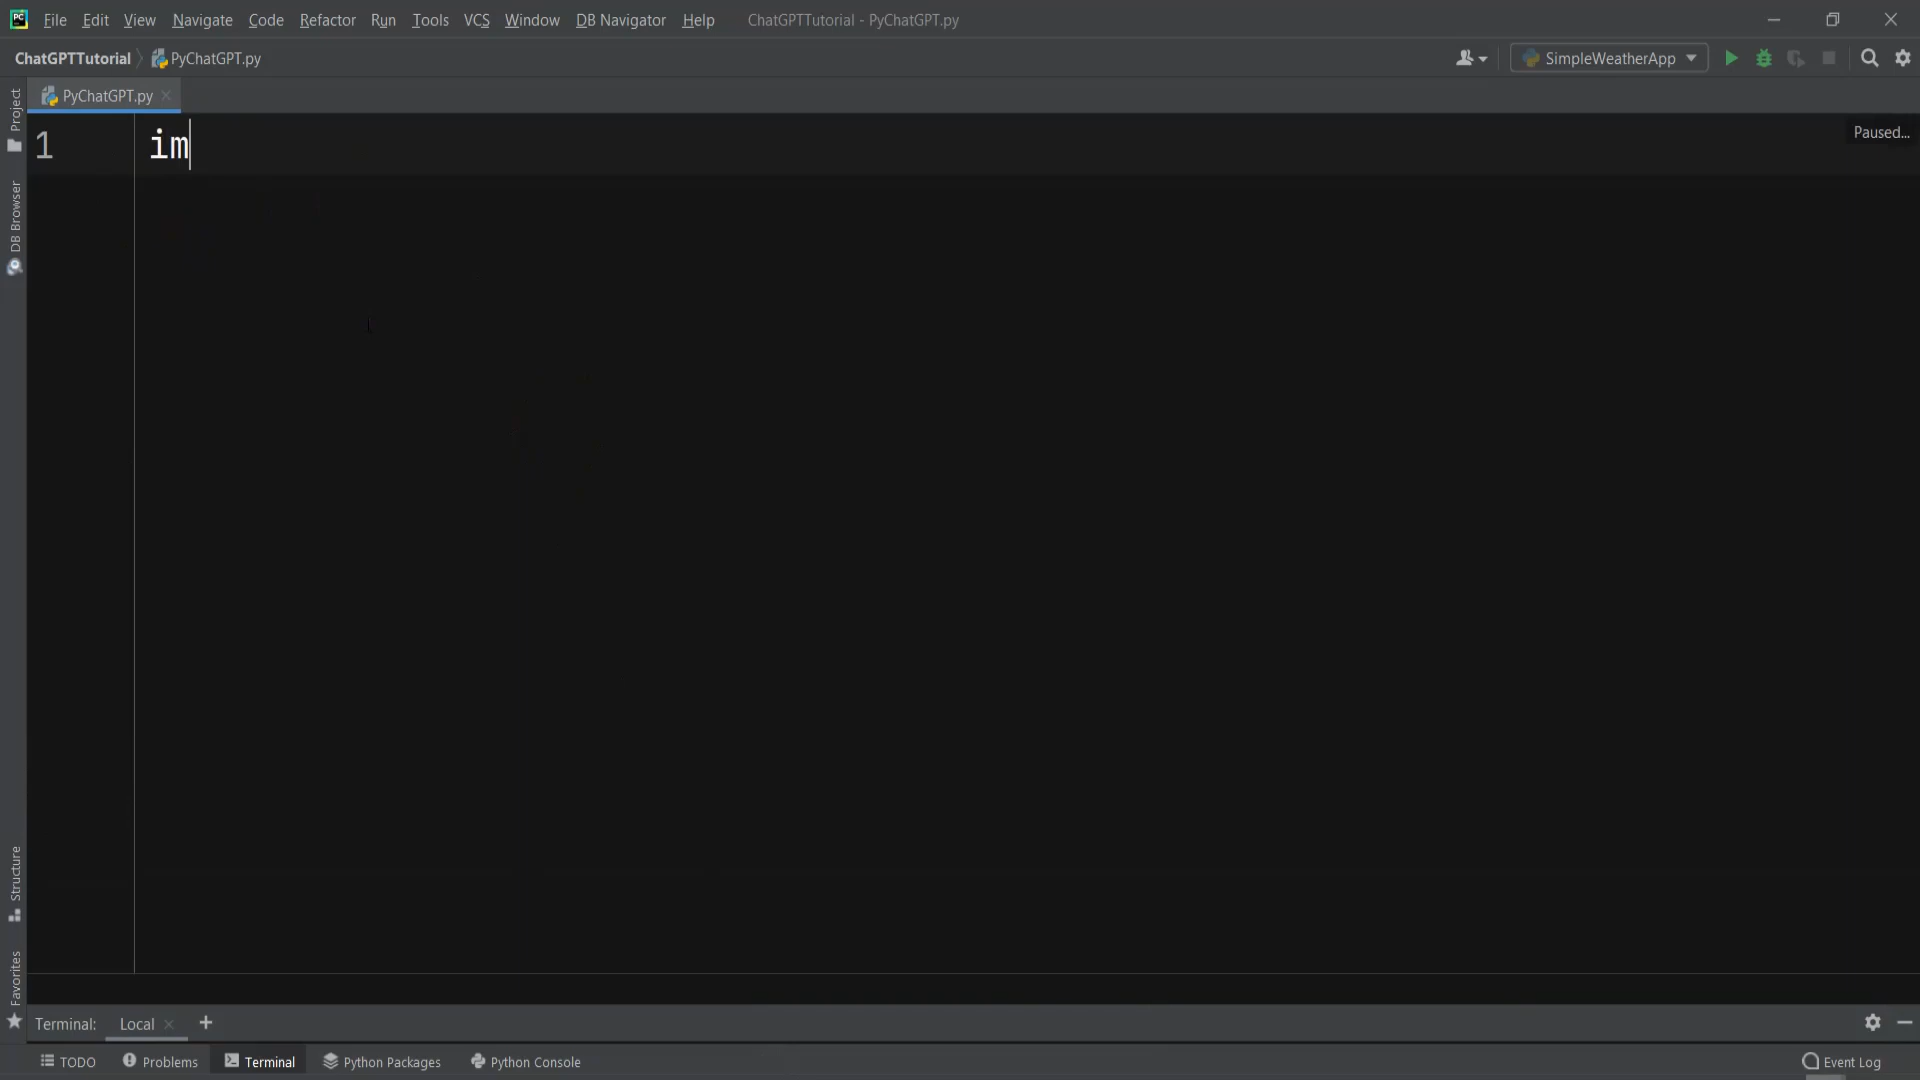 PC File Edit View Navigate Code Refactor Run Tools VCS Window DB Navigator Help ChatGPTTutorial - PyChatGPT.py
ChatGPTTutorial PyChatGPT.py SimpleWeatherApp
PyChatGPT.py
Project
DB Browser
Structure
Favorites
1 im
Paused...
Terminal: Local
TODO Problems Terminal Python Packages Python Console Event Log